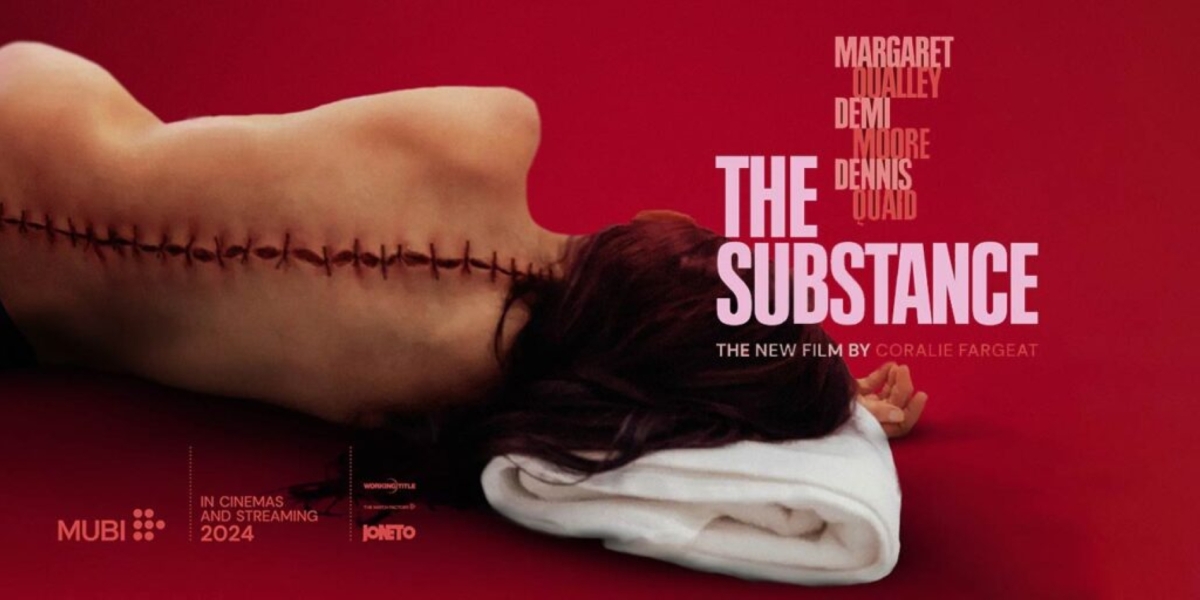 MARGARET
QUALLEY
DEMI
MOORE
DENNIS
QUAID
THE
SUBSTANCE
THE NEW FILM BY CORALIE FARGEAT
MUBI
IN CINEMAS
AND STREAMING
2024
WORKING TITLE